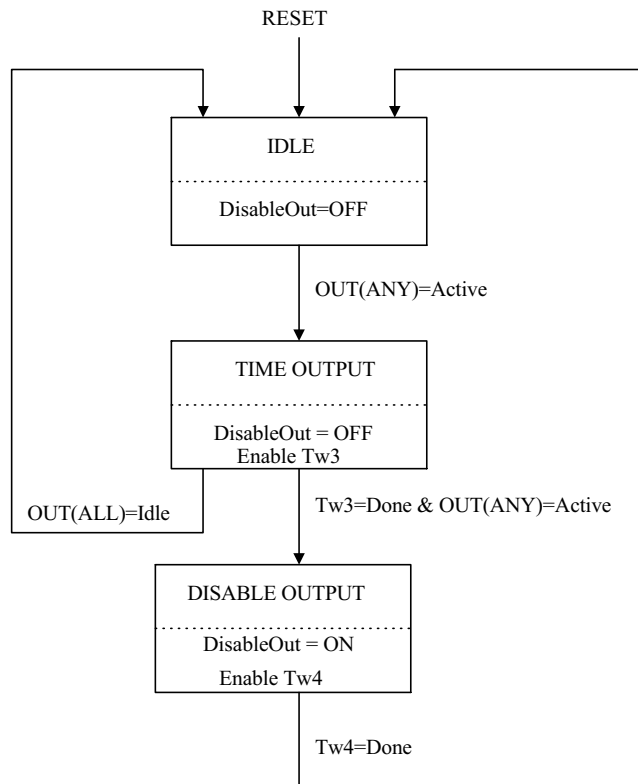 RESET
IDLE
DisableOut=OFF
OUT(ANY)=Active
TIME OUTPUT
DisableOut = OFF
Enable Tw3
OUT(ALL)=Idle
Tw3=Done & OUT(ANY)=Active
DISABLE OUTPUT
DisableOut = ON
Enable Tw4
Tw4=Done